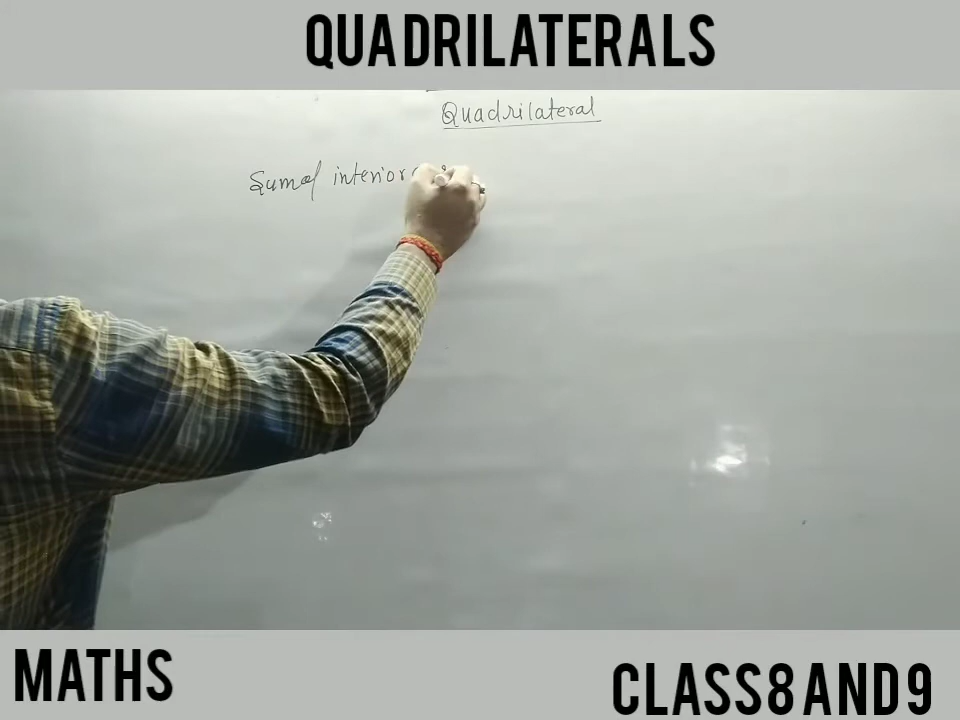 QUADRILATERALS
Quadrilateral
Sum of interior
MATHS
CLASS 8 AND 9